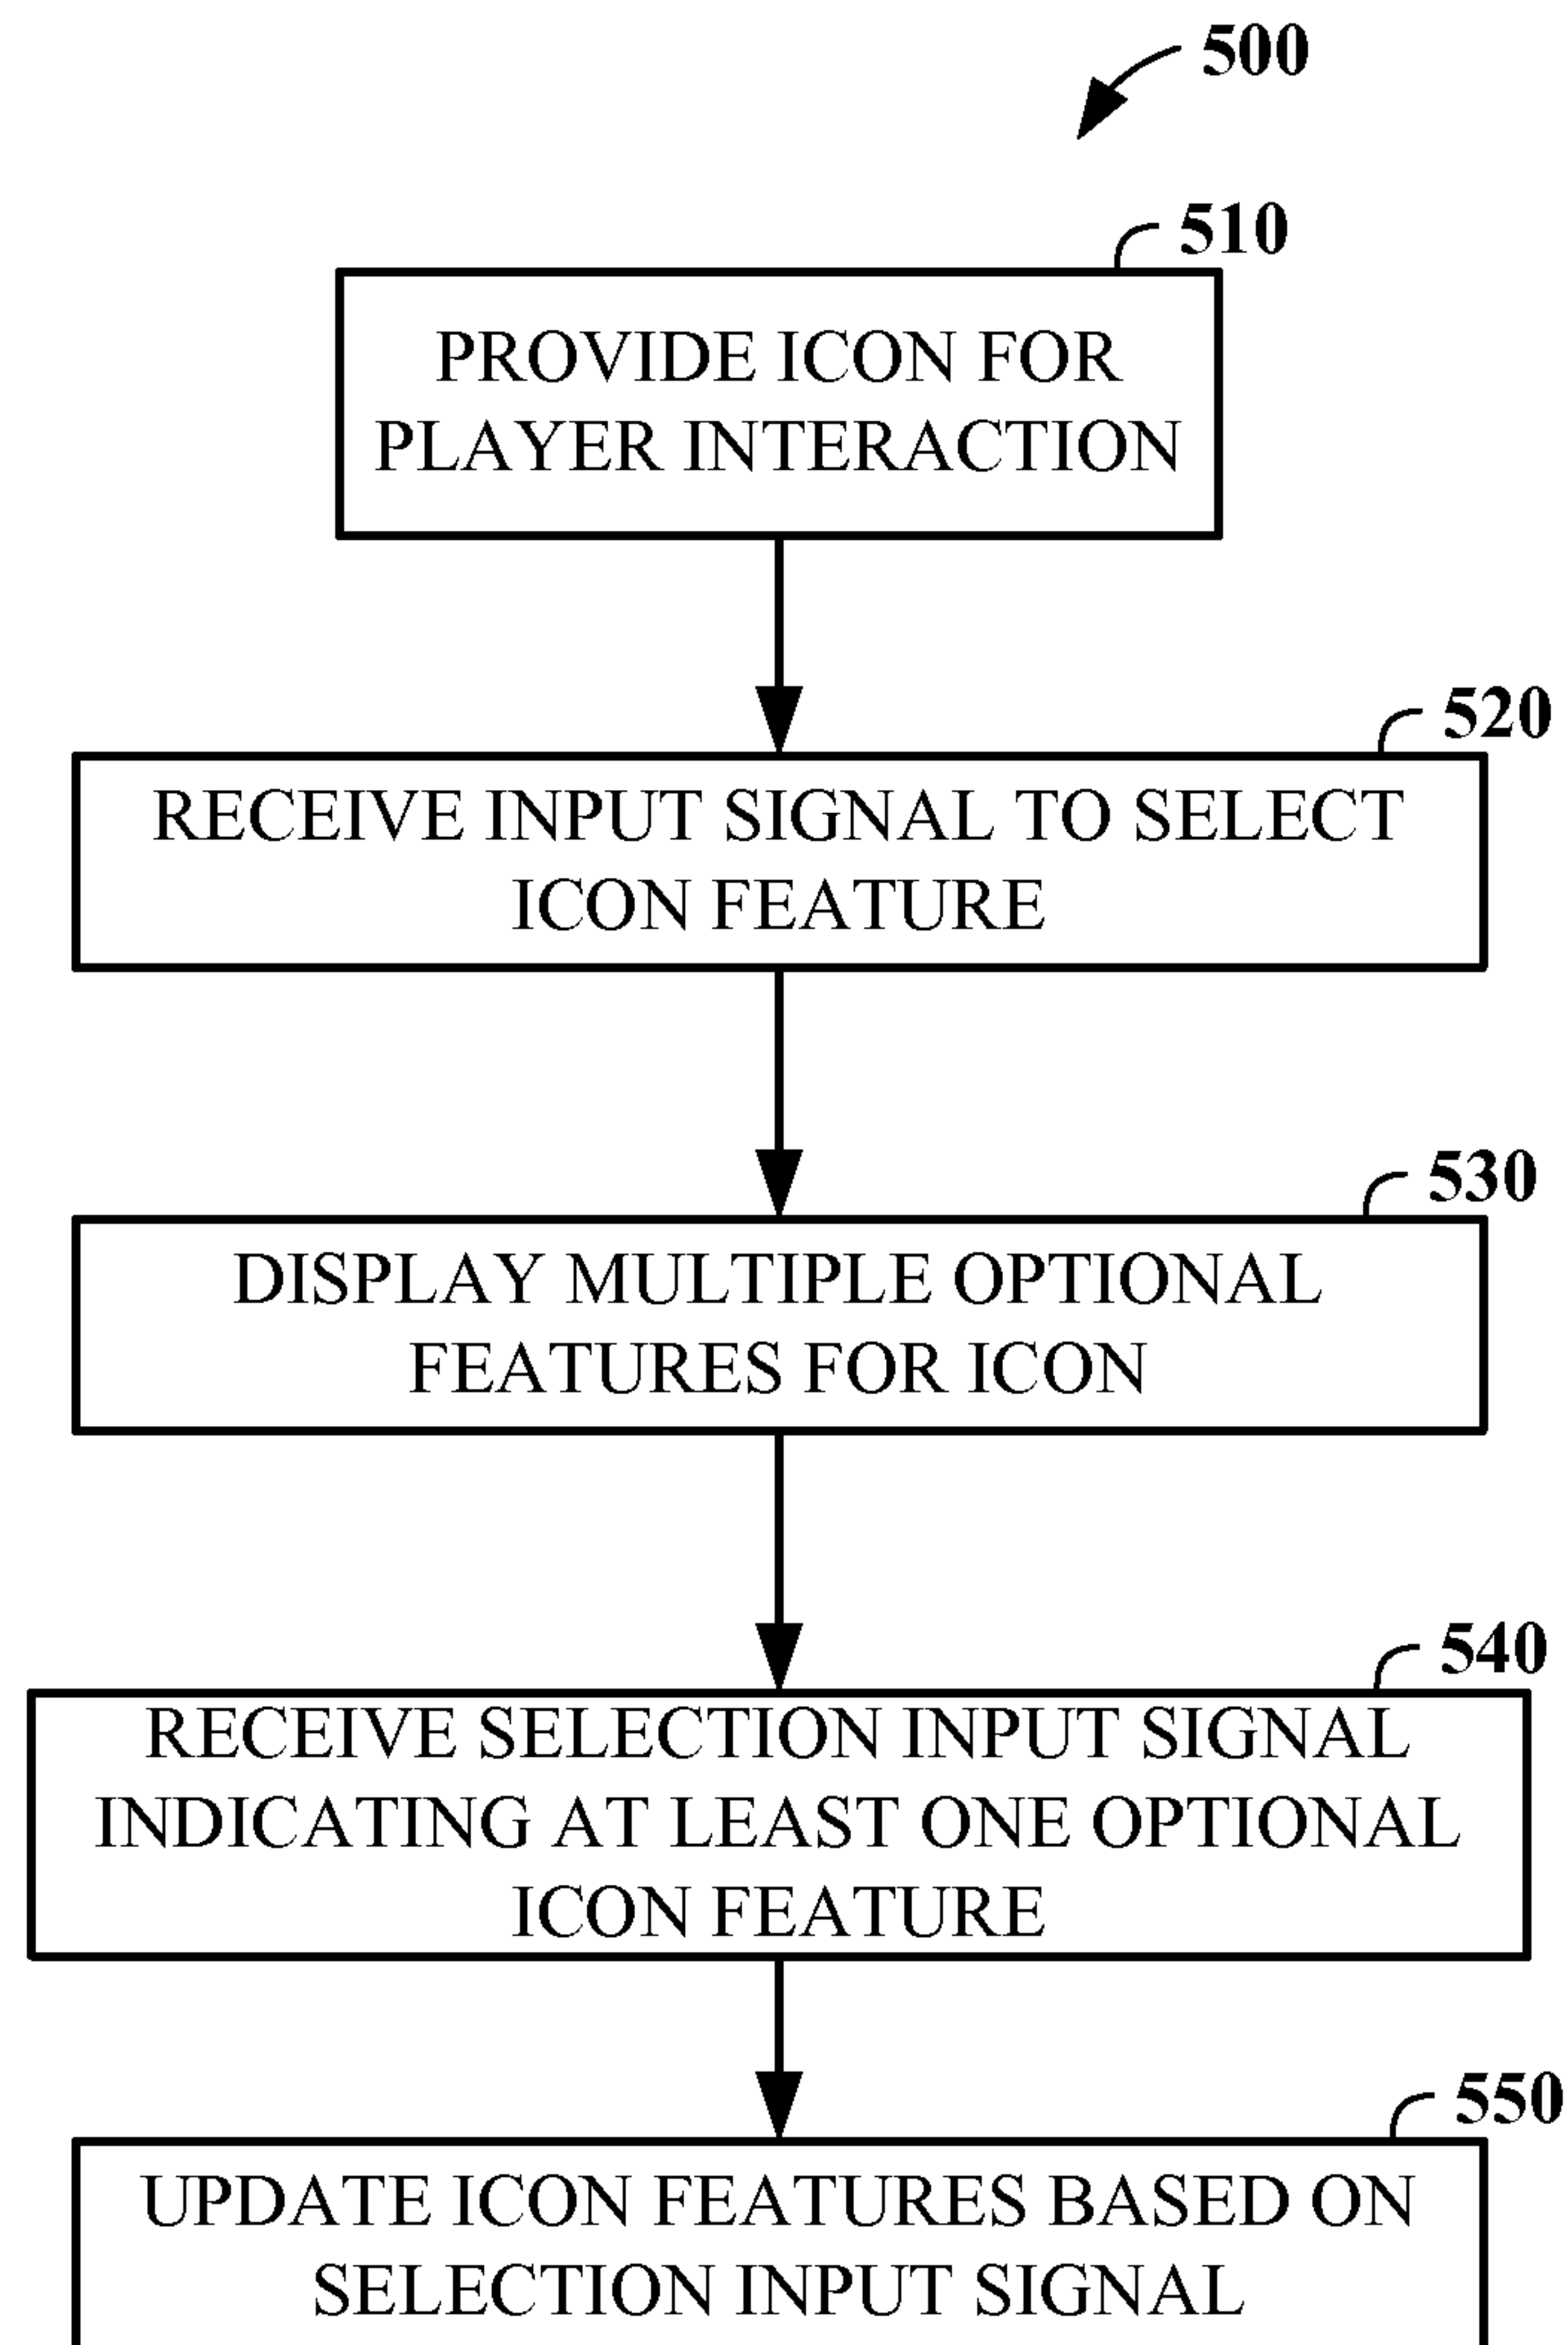 500
510
PROVIDE ICON FOR
PLAYER INTERACTION
520
RECEIVE INPUT SIGNAL TO SELECT
ICON FEATURE
530
DISPLAY MULTIPLE OPTIONAL
FEATURES FOR ICON
540
RECEIVE SELECTION INPUT SIGNAL
INDICATING AT LEAST ONE OPTIONAL
ICON FEATURE
550
UPDATE ICON FEATURES BASED ON
SELECTION INPUT SIGNAL